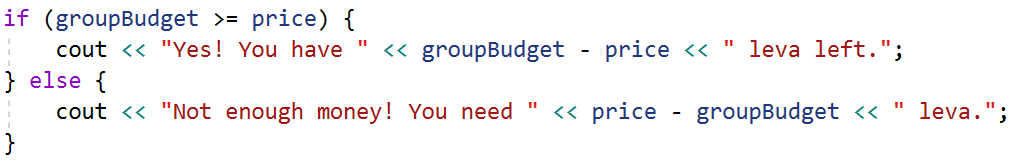 if (groupBudget >= price) {
    cout << "Yes! You have " << groupBudget - price << " leva left.";
} else {
    cout << "Not enough money! You need " << price - groupBudget << " leva.";
}